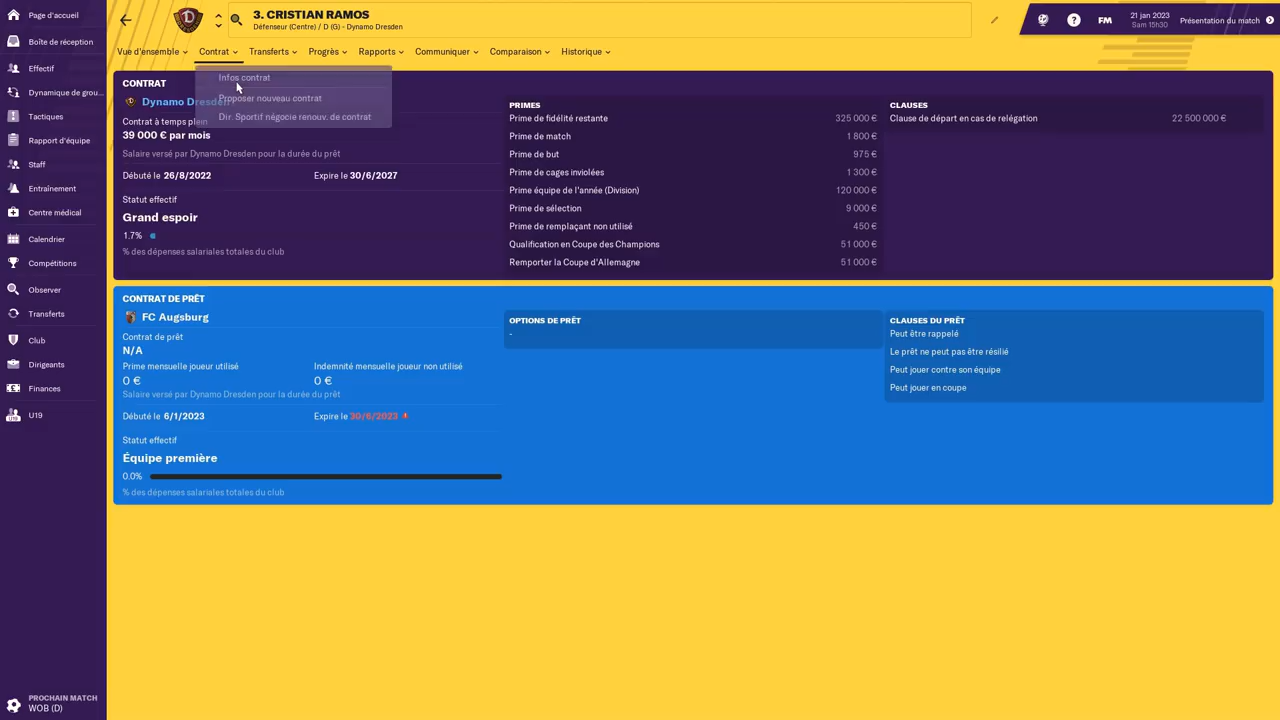 Page d'accueil
Boîte de réception
Effectif
Dynamique de grou...
Tactiques
Rapport d'équipe
Staff
Entraînement
Centre médical
Calendrier
Compétitions
Observer
Transferts
Club
Dirigeants
Finances
U19
PROCHAIN MATCH
WOB (D)
3. CRISTIAN RAMOS
Défenseur (Centre) / D (G) - Dynamo Dresden
FM
21 jan 2023
Sam 15h30
Présentation du match
Vue d'ensemble
Contrat
Transferts
Progrès
Rapports
Communiquer
Comparaison
Historique
Infos contrat
Proposer nouveau contrat
Dir. Sportif négocie renouv. de contrat
CONTRAT
Dynamo Dresden
Contrat à temps plein
39 000 € par mois
Salaire versé par Dynamo Dresden pour la durée du prêt
Débuté le 26/8/2022 Expire le 30/6/2027
Statut effectif
Grand espoir
1.7%
% des dépenses salariales totales du club
PRIMES
Prime de fidélité restante 325 000 €
Prime de match 1 800 €
Prime de but 975 €
Prime de cages inviolées 1 300 €
Prime équipe de l'année (Division) 120 000 €
Prime de sélection 9 000 €
Prime de remplaçant non utilisé 450 €
Qualification en Coupe des Champions 51 000 €
Remporter la Coupe d'Allemagne 51 000 €
CLAUSES
Clause de départ en cas de relégation 22 500 000 €
CONTRAT DE PRÊT
FC Augsburg
Contrat de prêt
N/A
Prime mensuelle joueur utilisé Indemnité mensuelle joueur non utilisé
0 € 0 €
Salaire versé par Dynamo Dresden pour la durée du prêt
Débuté le 6/1/2023 Expire le 30/6/2023
Statut effectif
Équipe première
0.0%
% des dépenses salariales totales du club
OPTIONS DE PRÊT
-
CLAUSES DU PRÊT
Peut être rappelé
Le prêt ne peut pas être résilié
Peut jouer contre son équipe
Peut jouer en coupe